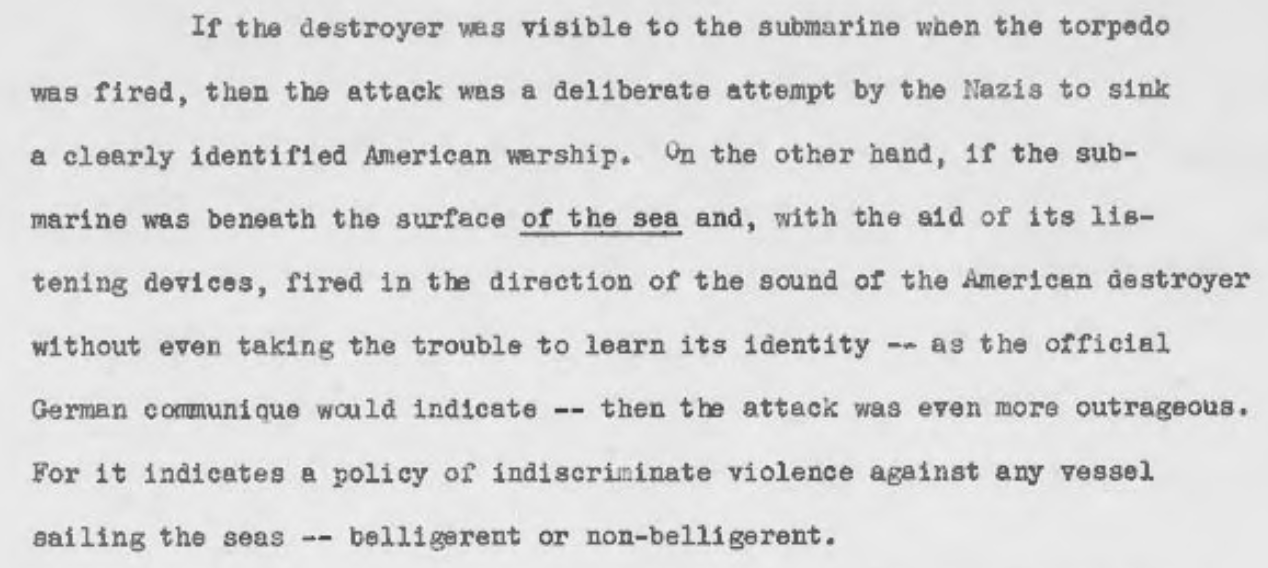 If the destroyer was visible to the submarine when the torpedo
was fired, then the attack was a deliberate attempt by the Nazis to sink
a clearly identified American warship. On the other hand, if the sub-
marine was beneath the surface of the sea and, with the aid of its lis-
tening devices, fired in the direction of the sound of the American destroyer
without even taking the trouble to learn its identity -- as the official
German communique would indicate -- then the attack was even more outrageous.
For it indicates a policy of indiscriminate violence against any vessel
sailing the seas -- belligerent or non-belligerent.